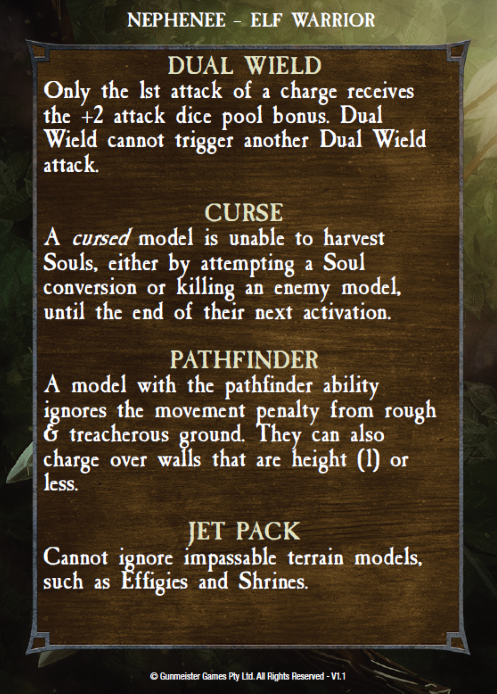 NEPHENEE – ELF WARRIOR
DUAL WIELD
Only the 1st attack of a charge receives
the +2 attack dice pool bonus. Dual
Wield cannot trigger another Dual Wield
attack.
CURSE
A cursed model is unable to harvest
Souls, either by attempting a Soul
conversion or killing an enemy model,
until the end of their next activation.
PATHFINDER
A model with the pathfinder ability
ignores the movement penalty from rough
& treacherous ground. They can also
charge over walls that are height (1) or
less.
JET PACK
Cannot ignore impassable terrain models,
such as Effigies and Shrines.
© Gunmeister Games Pty Ltd. All Rights Reserved - V1.1